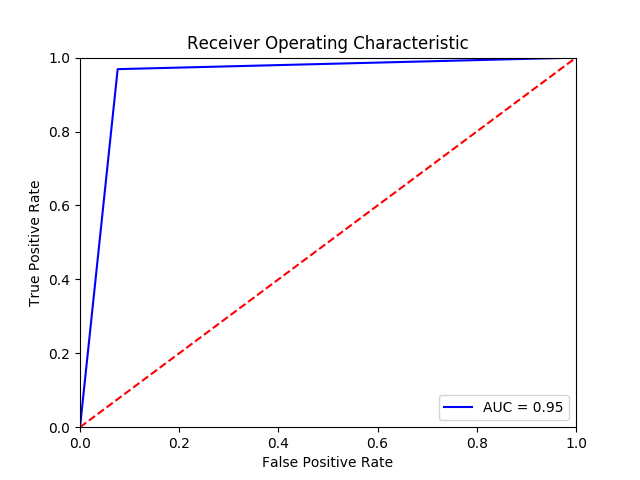 Receiver Operating Characteristic
1.0
0.8
0.6
0.4
0.2
0.0
True Positive Rate
AUC = 0.95
0.0 0.2 0.4 0.6 0.8 1.0
False Positive Rate